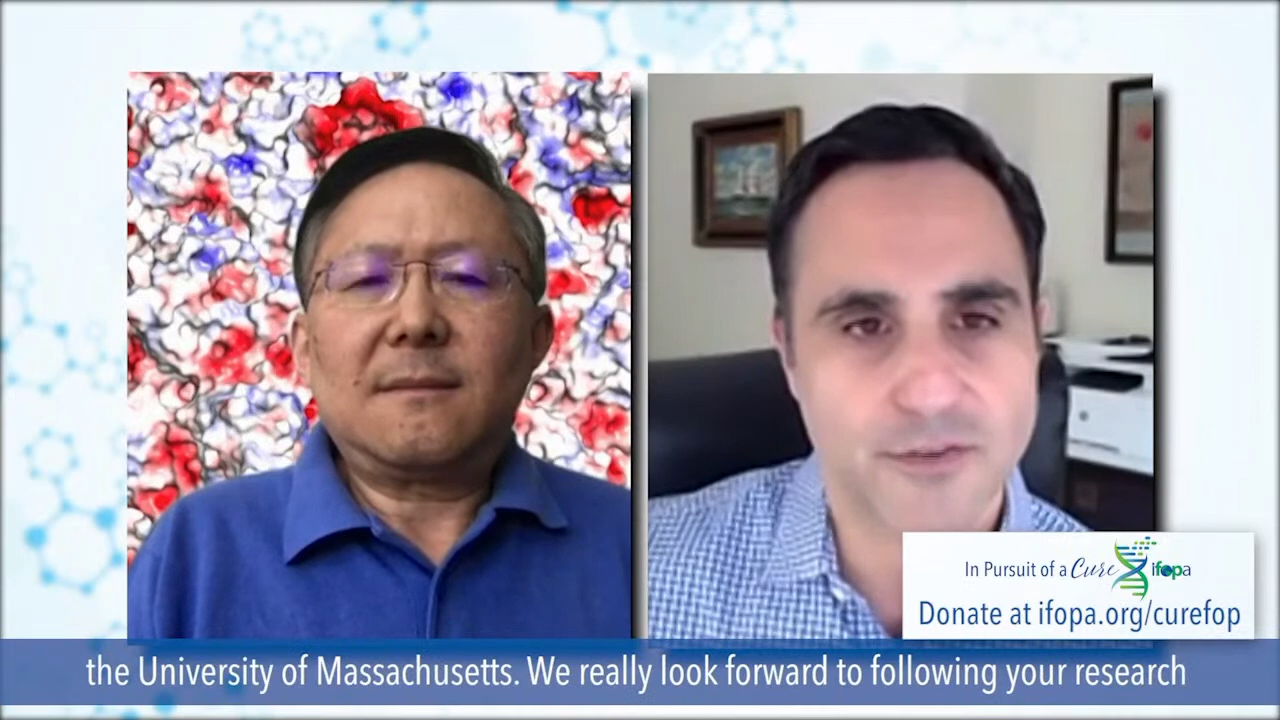 In Pursuit of a Cure ifopa
Donate at ifopa.org/curefop
the University of Massachusetts. We really look forward to following your research